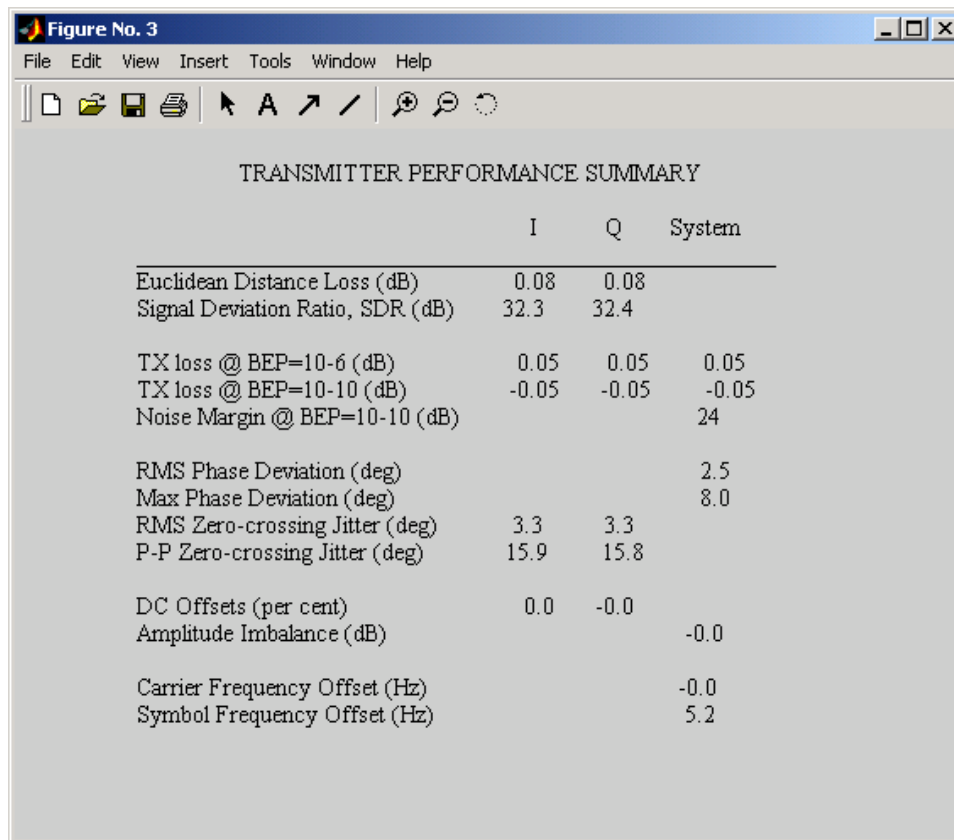 Figure No. 3
File Edit View Insert Tools Window Help
A
TRANSMITTER PERFORMANCE SUMMARY
I Q System
Euclidean Distance Loss (dB) 0.08 0.08
Signal Deviation Ratio, SDR (dB) 32.3 32.4
TX loss @ BEP=10-6 (dB) 0.05 0.05 0.05
TX loss @ BEP=10-10 (dB) -0.05 -0.05 -0.05
Noise Margin @ BEP=10-10 (dB) 24
RMS Phase Deviation (deg) 2.5
Max Phase Deviation (deg) 8.0
RMS Zero-crossing Jitter (deg) 3.3 3.3
P-P Zero-crossing Jitter (deg) 15.9 15.8
DC Offsets (per cent) 0.0 -0.0
Amplitude Imbalance (dB) -0.0
Carrier Frequency Offset (Hz) -0.0
Symbol Frequency Offset (Hz) 5.2